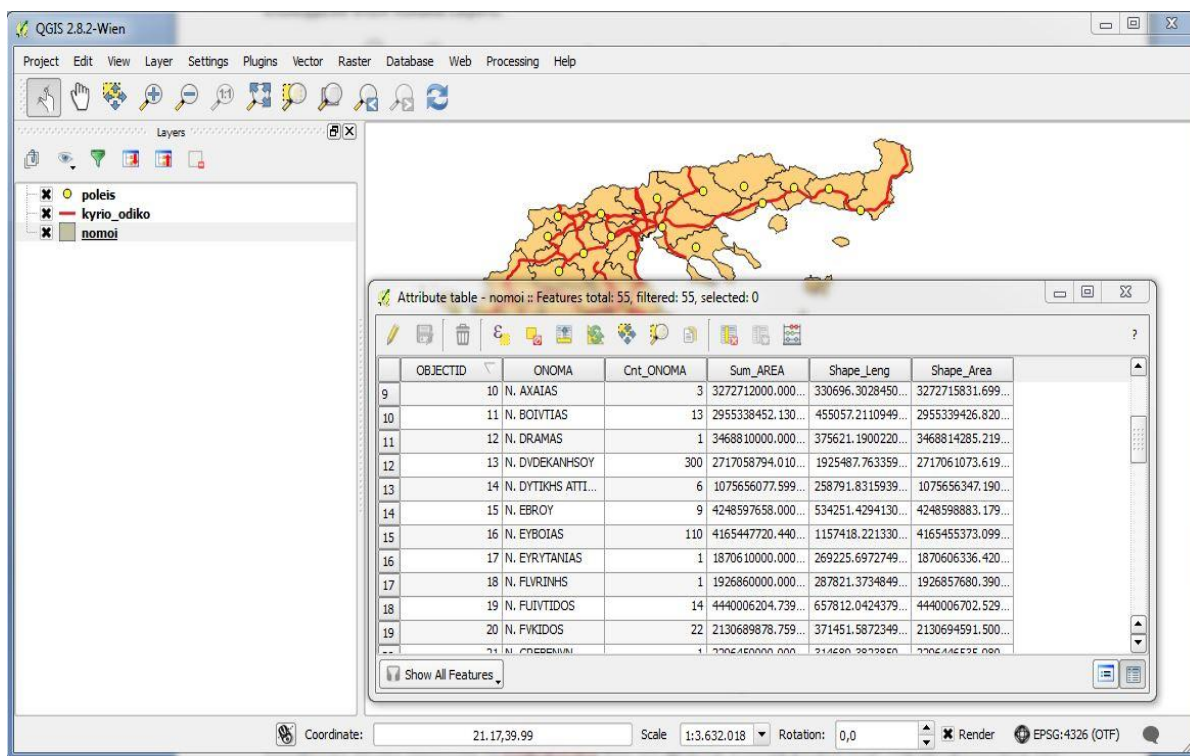 QGIS 2.8.2-Wien
Project Edit View Layer Settings Plugins Vector Raster Database Web Processing Help
Layers
poleis
kyrio_odiko
nomoi
Attribute table - nomoi :: Features total: 55, filtered: 55, selected: 0
?
OBJECTID ONOMA Cnt_ONOMA Sum_AREA Shape_Leng Shape_Area
9 10 N. AXAIAS 3 3272712000.000... 330696.3028450... 3272715831.699...
10 11 N. BOIVTIAS 13 2955338452.130... 455057.2110949... 2955339426.820...
11 12 N. DRAMAS 1 3468810000.000... 375621.1900220... 3468814285.219...
12 13 N. DVDEKANHSOY 300 2717058794.010... 1925487.763359... 2717061073.619...
13 14 N. DYTIKHS ATTI... 6 1075656077.599... 258791.8315939... 1075656347.190...
14 15 N. EBROY 9 4248597658.000... 534251.4294130... 4248598883.179...
15 16 N. EYBOIAS 110 4165447720.440... 1157418.221330... 4165455373.099...
16 17 N. EYRYTANIAS 1 1870610000.000... 269225.6972749... 1870606336.420...
17 18 N. FLVRINHS 1 1926860000.000... 287821.3734849... 1926857680.390...
18 19 N. FUIVTIDOS 14 4440006204.739... 657812.0424379... 4440006702.529...
19 20 N. FVKIDOS 22 2130689878.759... 371451.5872349... 2130694591.500...
Show All Features
Coordinate: 21.17,39.99 Scale 1:3.632.018 Rotation: 0,0 Render EPSG:4326 (OTF)